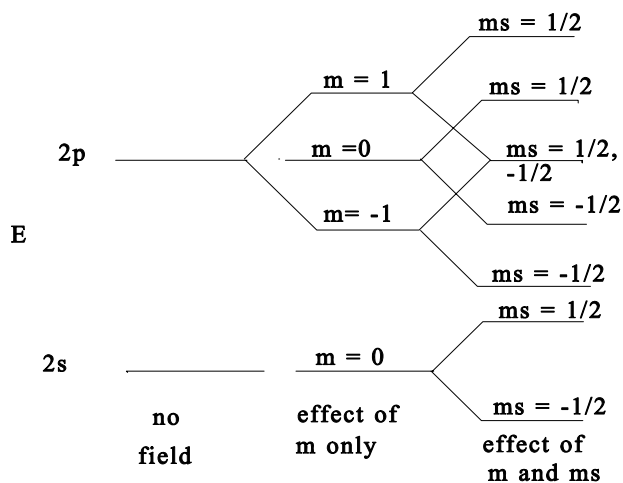 ms = 1/2
m = 1
ms = 1/2
2p
m =0
ms = 1/2,
-1/2
m= -1
ms = -1/2
E
ms = -1/2
ms = 1/2
2s
m = 0
ms = -1/2
no
field
effect of
m only
effect of
m and ms